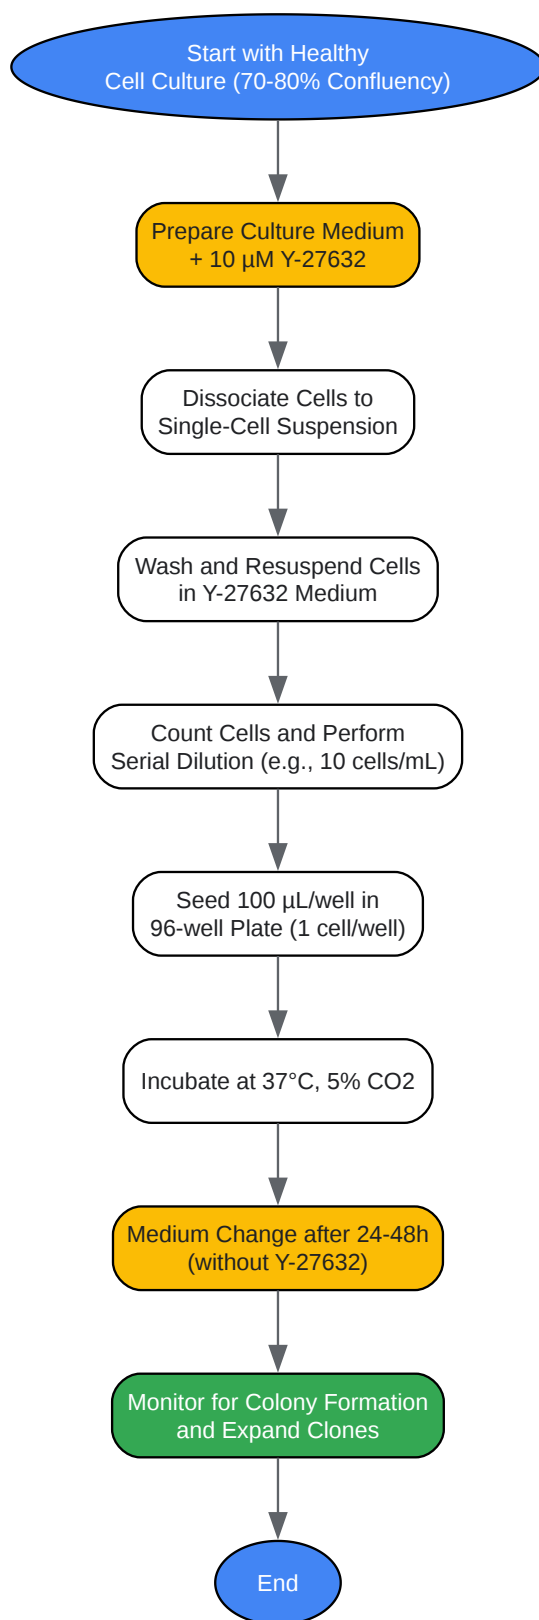 Start with Healthy
Cell Culture (70-80% Confluency)
Prepare Culture Medium
+ 10 µM Y-27632
Dissociate Cells to
Single-Cell Suspension
Wash and Resuspend Cells
in Y-27632 Medium
Count Cells and Perform
Serial Dilution (e.g., 10 cells/mL)
Seed 100 µL/well in
96-well Plate (1 cell/well)
Incubate at 37°C, 5% CO2
Medium Change after 24-48h
(without Y-27632)
Monitor for Colony Formation
and Expand Clones
End